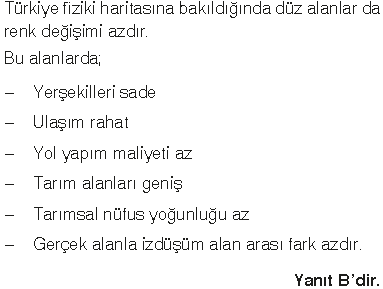 Türkiye fiziki haritasına bakıldığında düz alanlar da
renk değişimi azdır.
Bu alanlarda;
– Yerşekilleri sade
– Ulaşım rahat
– Yol yapım maliyeti az
– Tarım alanları geniş
– Tarımsal nüfus yoğunluğu az
– Gerçek alanla izdüşüm alan arası fark azdır.
Yanıt B'dir.